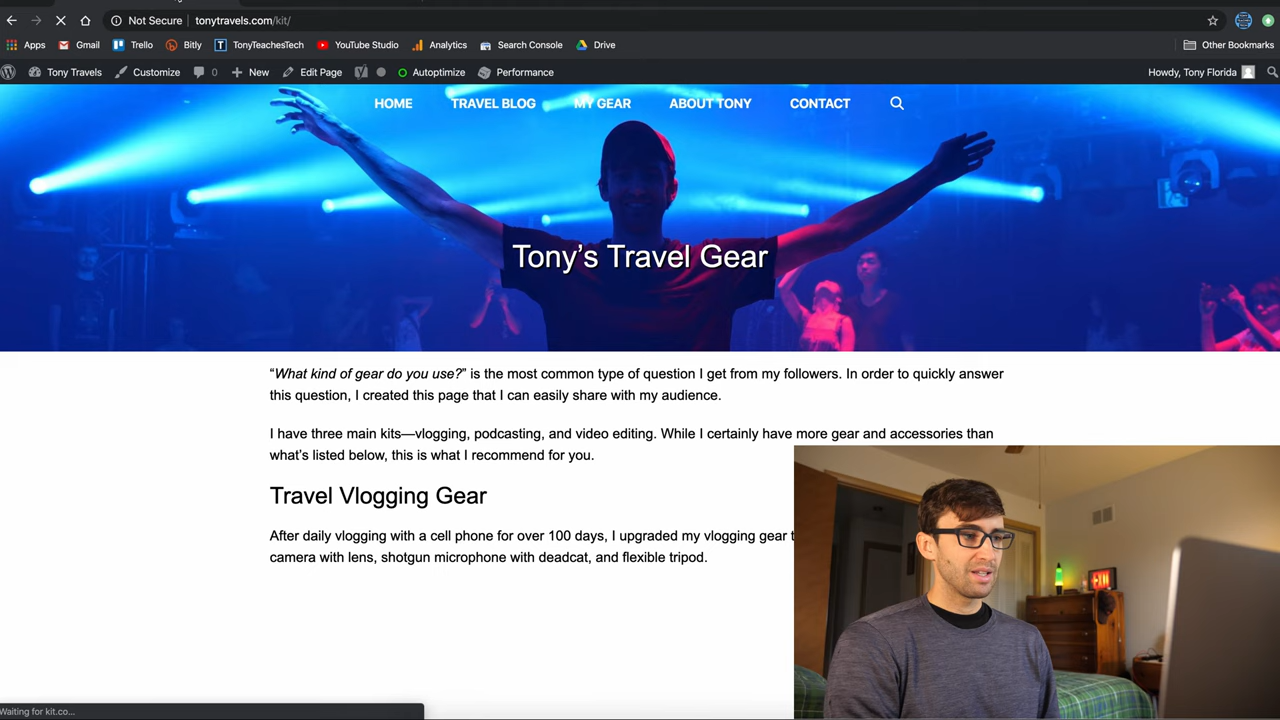 Not Secure tonytravels.com/kit/
Apps Gmail Trello Bitly TonyTeachesTech YouTube Studio Analytics Search Console Drive Other Bookmarks
Tony Travels Customize 0 New Edit Page Autoptimize Performance Howdy, Tony Florida
HOME TRAVEL BLOG MY GEAR ABOUT TONY CONTACT
Tony’s Travel Gear
“What kind of gear do you use?” is the most common type of question I get from my followers. In order to quickly answer
this question, I created this page that I can easily share with my audience.
I have three main kits—vlogging, podcasting, and video editing. While I certainly have more gear and accessories than
what’s listed below, this is what I recommend for you.
Travel Vlogging Gear
After daily vlogging with a cell phone for over 100 days, I upgraded my vlogging gear t
camera with lens, shotgun microphone with deadcat, and flexible tripod.
Waiting for kit.co...